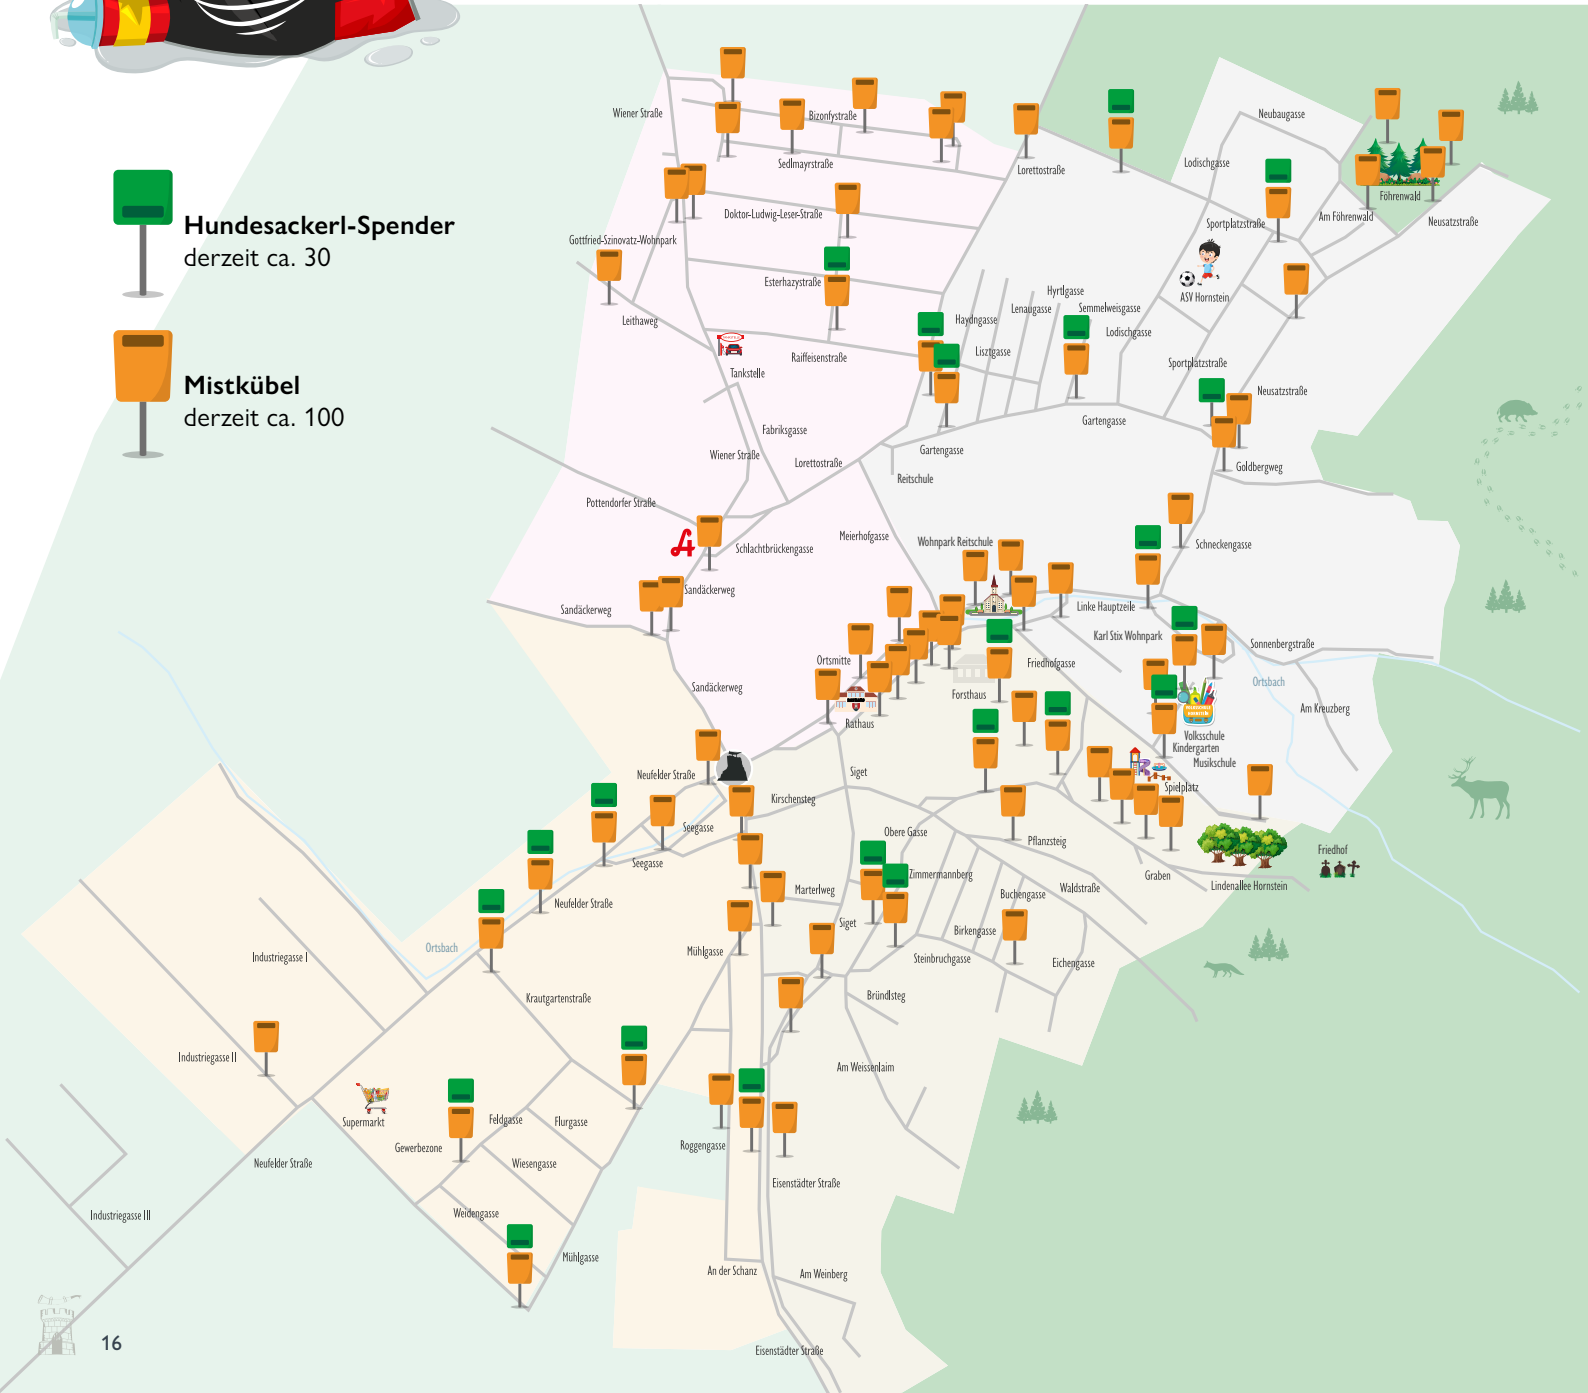 Wiener Straße
Bizonfystraße
Sedlmayrstraße
Lorettostraße
Neubaugasse
Lodischgasse
Föhrenwald
Am Föhrenwald
Sportplatzstraße
Neusatzstraße
Hundesackerl-Spender
derzeit ca. 30
Doktor-Ludwig-Leser-Straße
Gottfried-Szinovatz-Wohnpark
Esterhazystraße
Leithaweg
ASV Hornstein
Hyrtlgasse
Lenaugasse
Semmelweisgasse
Haydngasse
Lodischgasse
Lisztgasse
Raiffeisenstraße
Tankstelle
Sportplatzstraße
Neusatzstraße
Mistkübel
derzeit ca. 100
Fabriksgasse
Gartengasse
Wiener Straße
Lorettostraße
Gartengasse
Reitschule
Goldbergweg
Pottendorfer Straße
Schlachtbrückengasse
Meierhofgasse
Wohnpark Reitschule
Schneckengasse
Sandäckerweg
Sandäckerweg
Linke Hauptzeile
Karl Stix Wohnpark
Sonnenbergstraße
Ortsmitte
Friedhofgasse
Ortsbach
Sandäckerweg
Forsthaus
Rathaus
Am Kreuzberg
VOLKSSCHULE
HORNSTEIN
Volksschule
Kindergarten
Musikschule
Neufelder Straße
Siget
Spielplatz
Kirschensteg
Seegasse
Obere Gasse
Pflanzsteig
Friedhof
Seegasse
Zimmermannberg
Graben
Lindenallee Hornstein
Marterlweg
Waldstraße
Buchengasse
Neufelder Straße
Siget
Birkengasse
Ortsbach
Mühlgasse
Steinbruchgasse
Eichengasse
Industriegasse I
Krautgartenstraße
Bründlsteg
Industriegasse II
Am Weissenlaim
Supermarkt
Feldgasse
Flurgasse
Gewerbezone
Roggengasse
Neufelder Straße
Wiesengasse
Eisenstädter Straße
Industriegasse III
Weidengasse
Mühlgasse
An der Schanz
Am Weinberg
Eisenstädter Straße
16